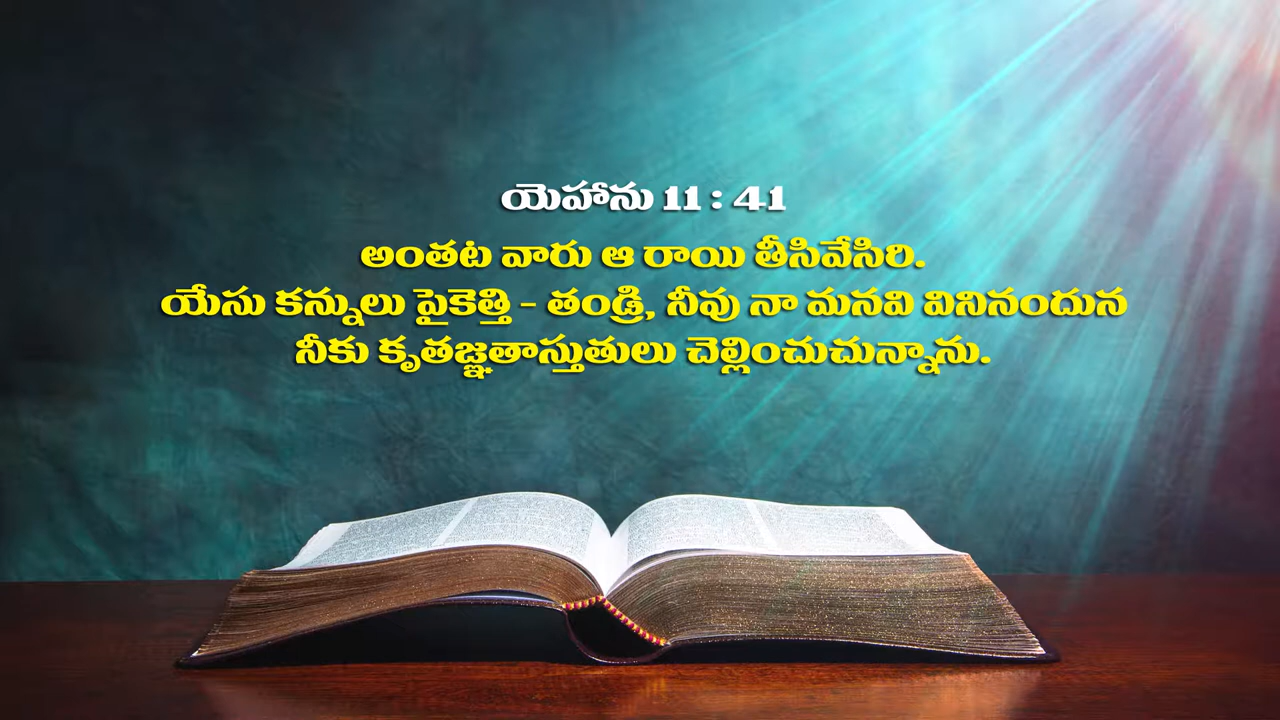 యెహాను 11 : 41
అంతట వారు ఆ రాయి తీసివేసిరి.
యేసు కన్నులు పైకెత్తి - తండ్రి, నీవు నా మనవి వినినందున
నీకు కృతజ్ఞతాస్తుతులు చెల్లించుచున్నాను.